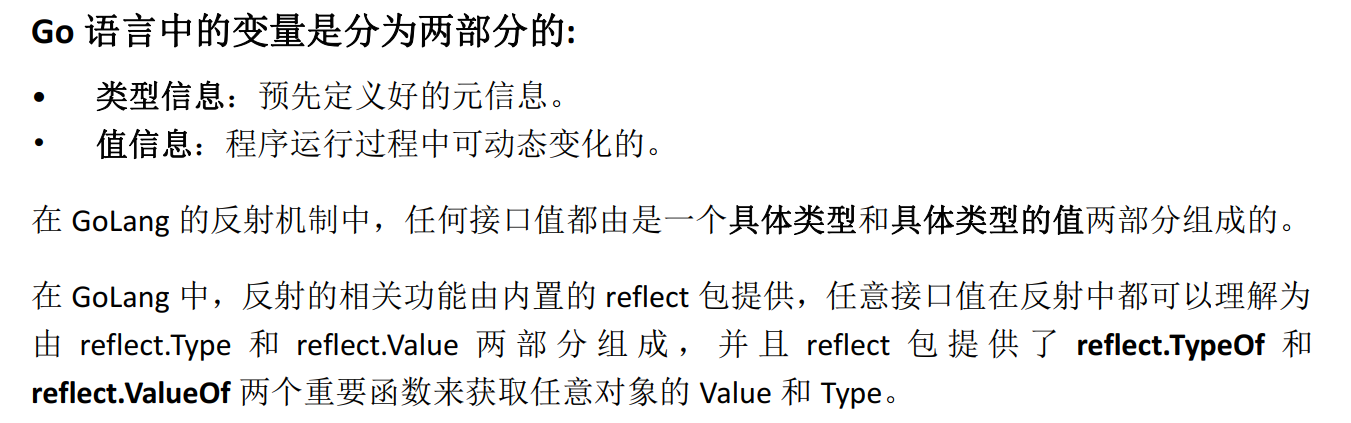 Go 语言中的变量是分为两部分的:
• 类型信息：预先定义好的元信息。
• 值信息：程序运行过程中可动态变化的。
在 GoLang 的反射机制中，任何接口值都由是一个具体类型和具体类型的值两部分组成的。
在 GoLang 中，反射的相关功能由内置的 reflect 包提供，任意接口值在反射中都可以理解为
由 reflect.Type 和 reflect.Value 两部分组成，并且 reflect 包提供了 reflect.TypeOf 和
reflect.ValueOf 两个重要函数来获取任意对象的 Value 和 Type。